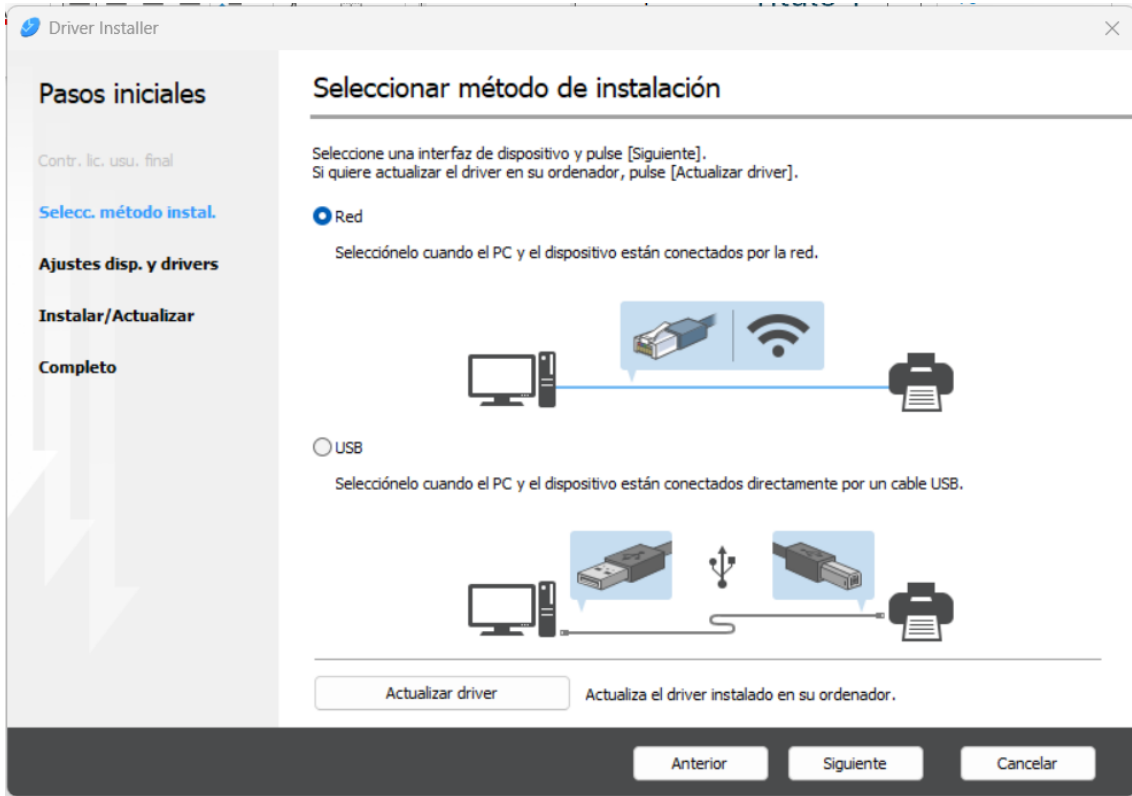 Driver Installer
Pasos iniciales
Contr. lic. usu. final
Selecc. método instal.
Ajustes disp. y drivers
Instalar/Actualizar
Completo
Seleccionar método de instalación
Seleccione una interfaz de dispositivo y pulse [Siguiente].
Si quiere actualizar el driver en su ordenador, pulse [Actualizar driver].
Red
Selecciónelo cuando el PC y el dispositivo están conectados por la red.
USB
Selecciónelo cuando el PC y el dispositivo están conectados directamente por un cable USB.
Actualizar driver
Actualiza el driver instalado en su ordenador.
Anterior
Siguiente
Cancelar